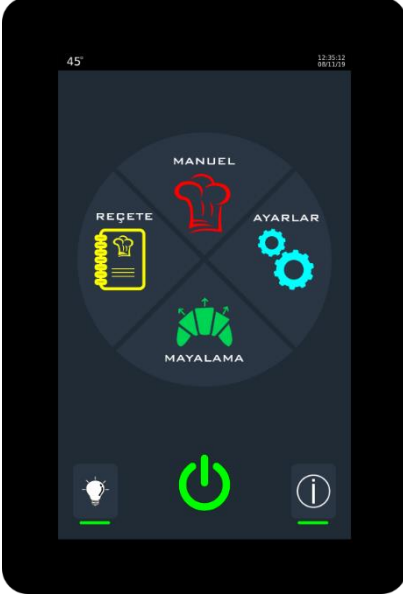 45°
12:35:12
08/11/19
MANUEL
REÇETE
AYARLAR
MAYALAMA